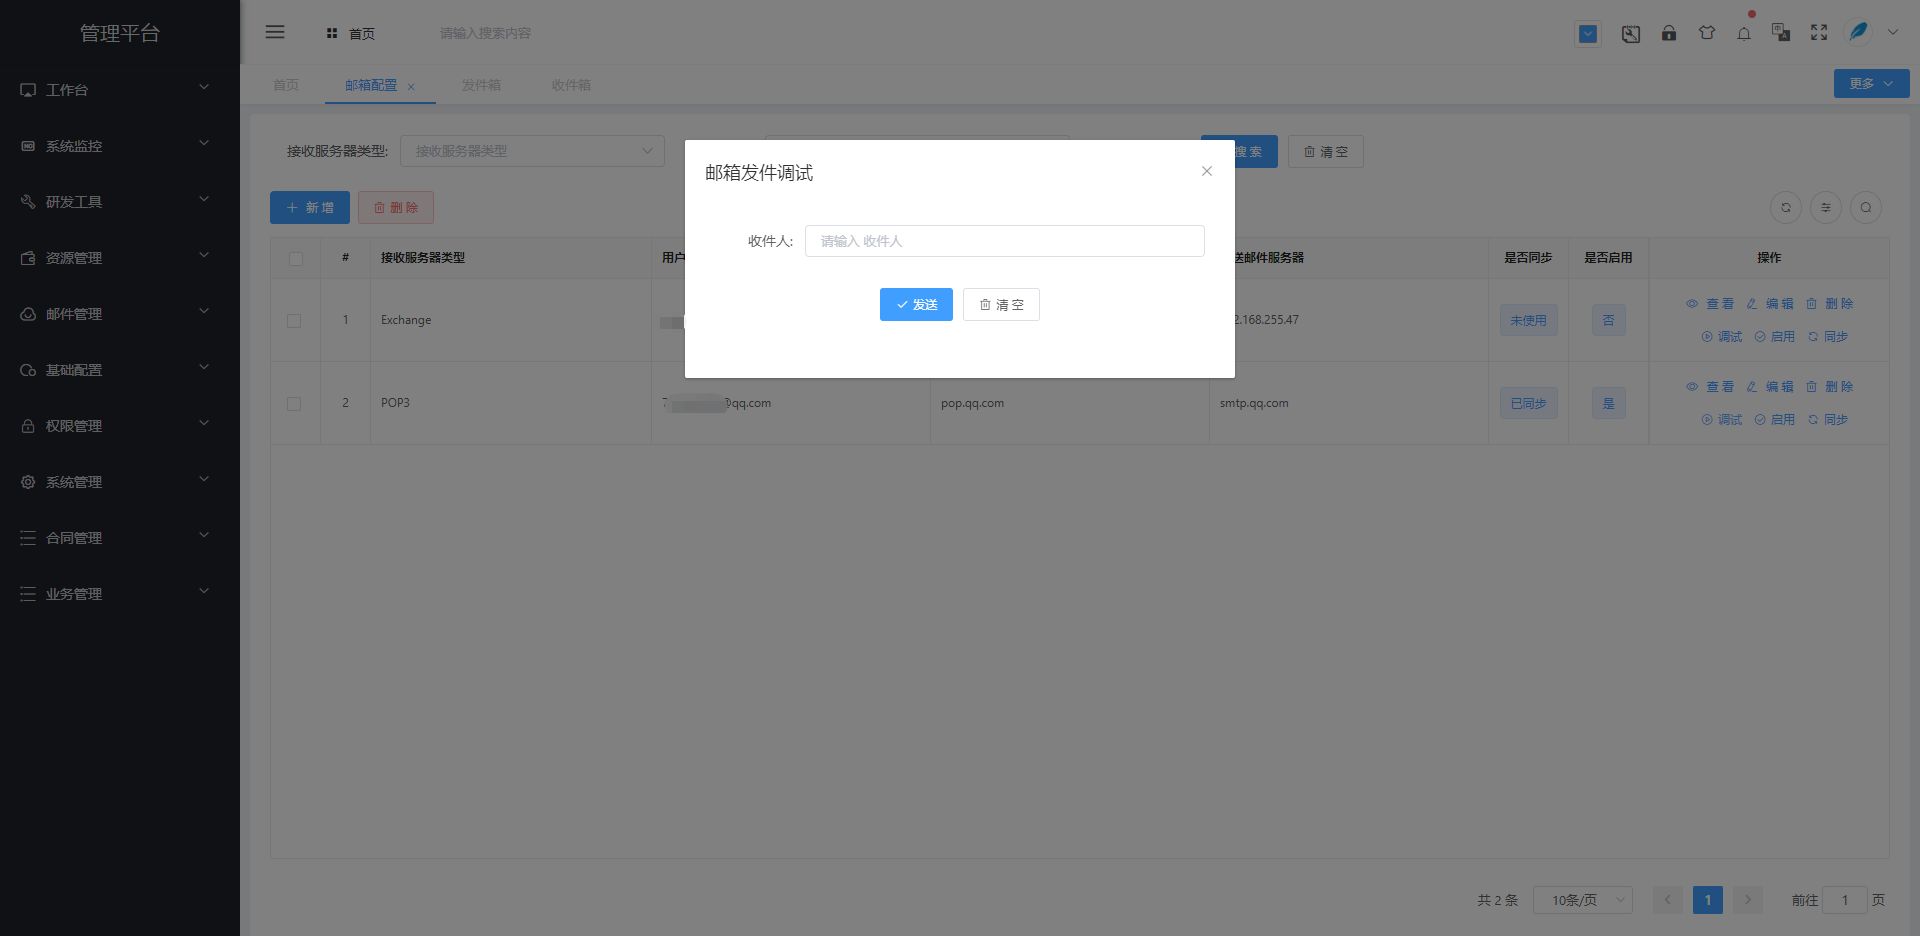 管理平台
首页
请输入搜索内容
工作台
系统监控
研发工具
资源管理
邮件管理
基础配置
权限管理
系统管理
合同管理
业务管理
首页 邮箱配置 发件箱 收件箱 更多
接收服务器类型: 接收服务器类型 搜索 清空
新增 删除
邮箱发件调试
收件人: 请输入 收件人
发送 清空
# 接收服务器类型 用户 送邮件服务器 是否同步 是否启用 操作
1 Exchange 2.168.255.47 未使用 否 查看 编辑 删除
调试 启用 同步
2 POP3 @qq.com pop.qq.com smtp.qq.com 已同步 是 查看 编辑 删除
调试 启用 同步
共 2 条 10条/页 1 前往 1 页